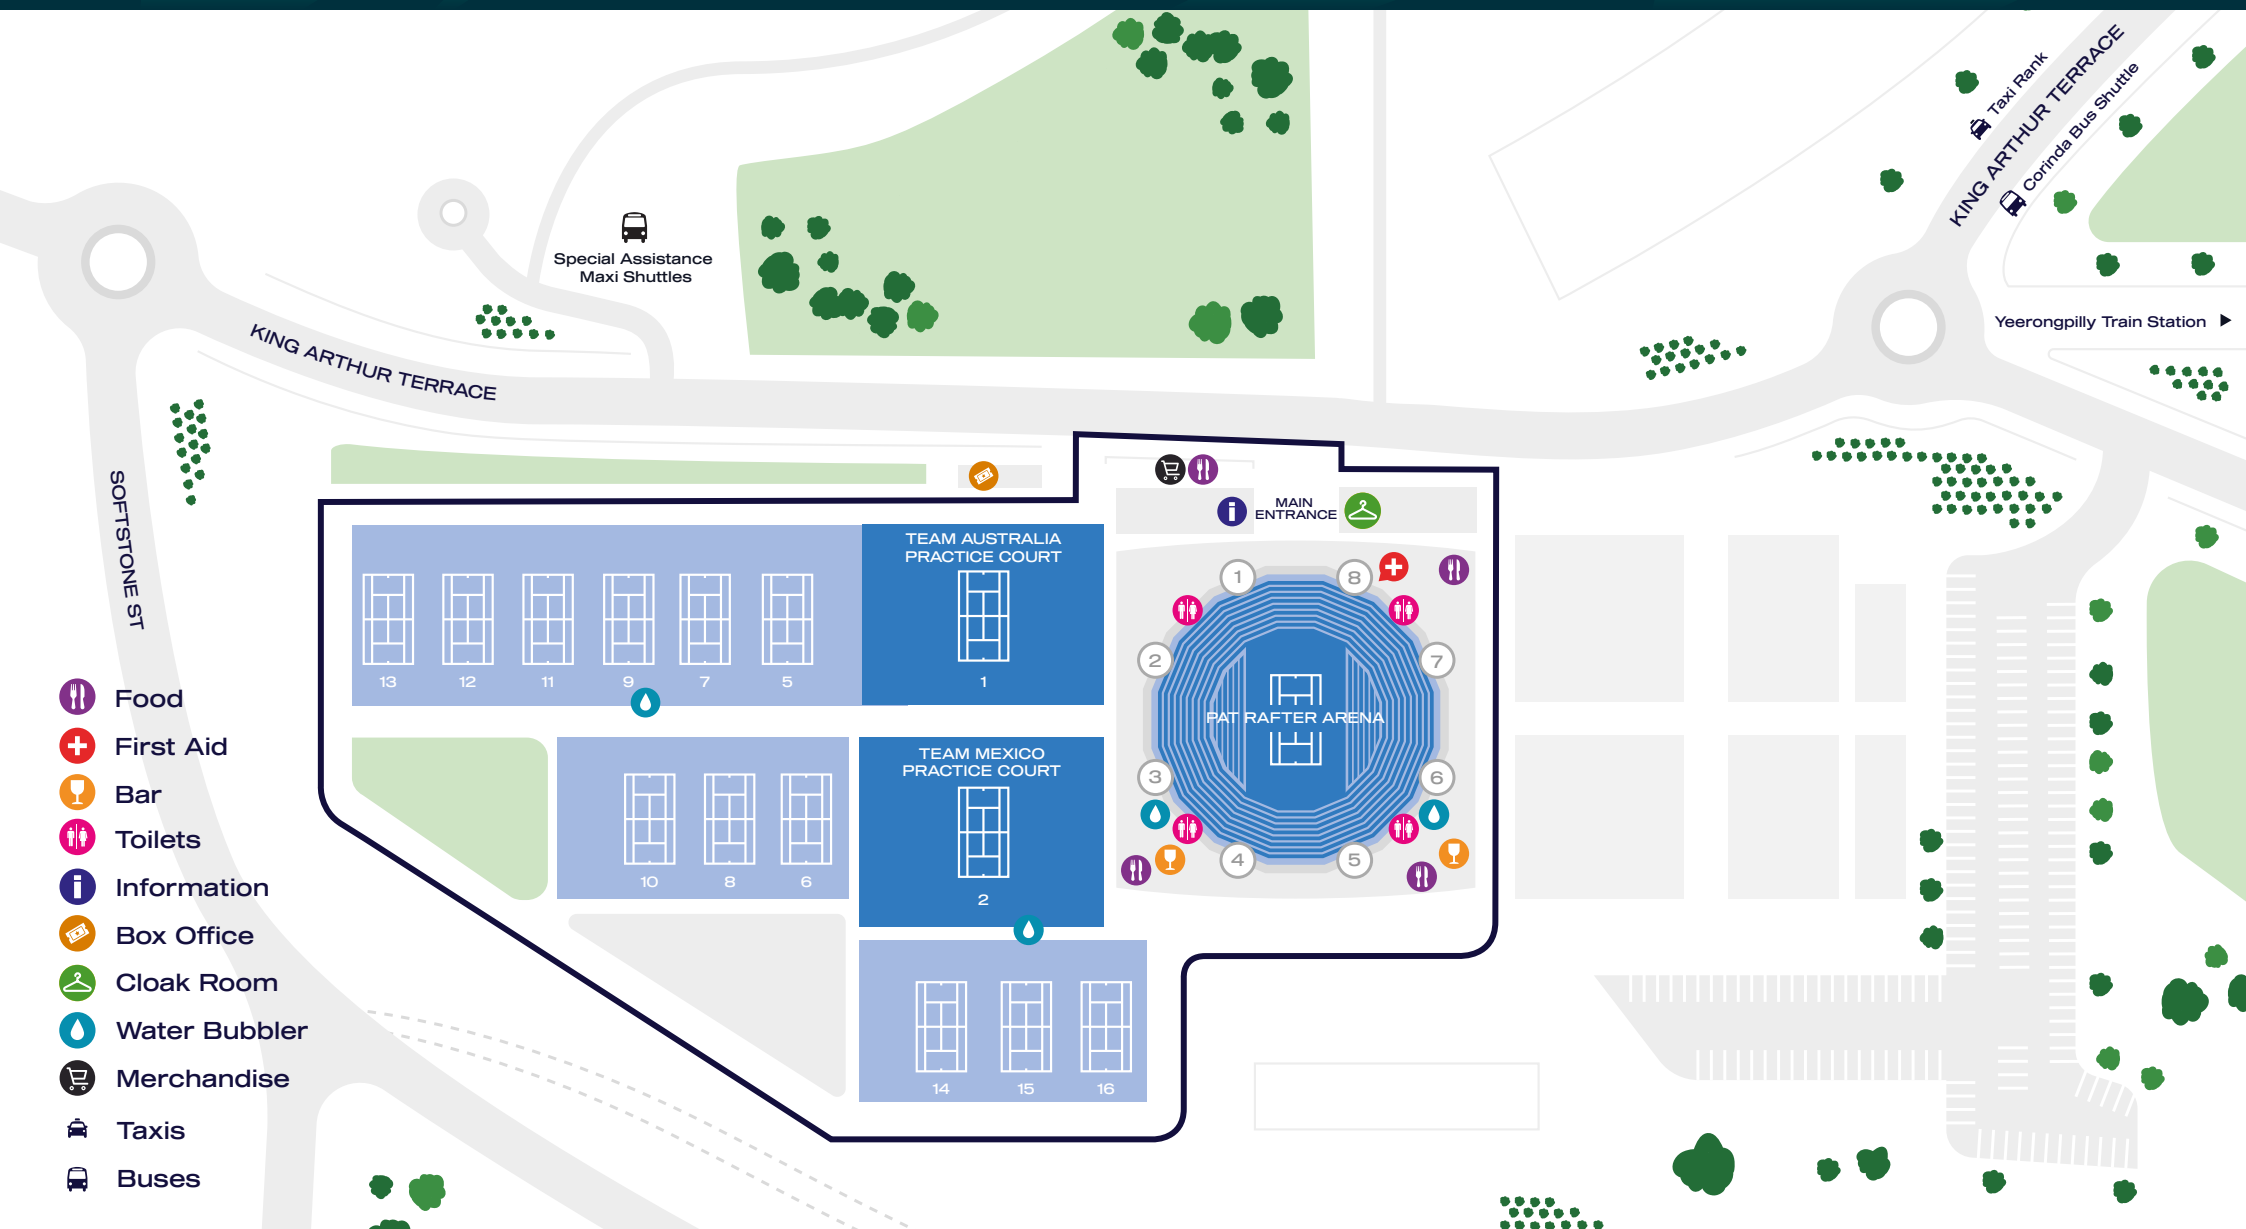 Taxi Rank
KING ARTHUR TERRACE
Corinda Bus Shuttle
Special Assistance
Maxi Shuttles
Yeerongpilly Train Station
KING ARTHUR TERRACE
SOFTSTONE ST
MAIN
ENTRANCE
TEAM AUSTRALIA
PRACTICE COURT
1
8
2
7
13
12
11
9
7
5
1
PAT RAFTER ARENA
TEAM MEXICO
PRACTICE COURT
3
6
4
5
10
8
6
2
14
15
16
Food
First Aid
Bar
Toilets
Information
Box Office
Cloak Room
Water Bubbler
Merchandise
Taxis
Buses